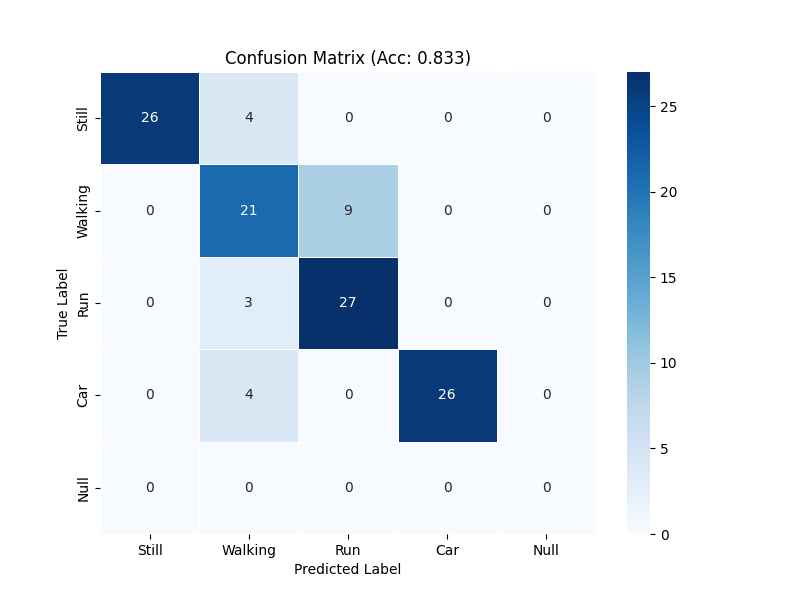 Confusion Matrix (Acc: 0.833)
True Label
Still 26 4 0 0 0
Walking 0 21 9 0 0
Run 0 3 27 0 0
Car 0 4 0 26 0
Null 0 0 0 0 0
Still Walking Run Car Null
Predicted Label
25
20
15
10
5
0